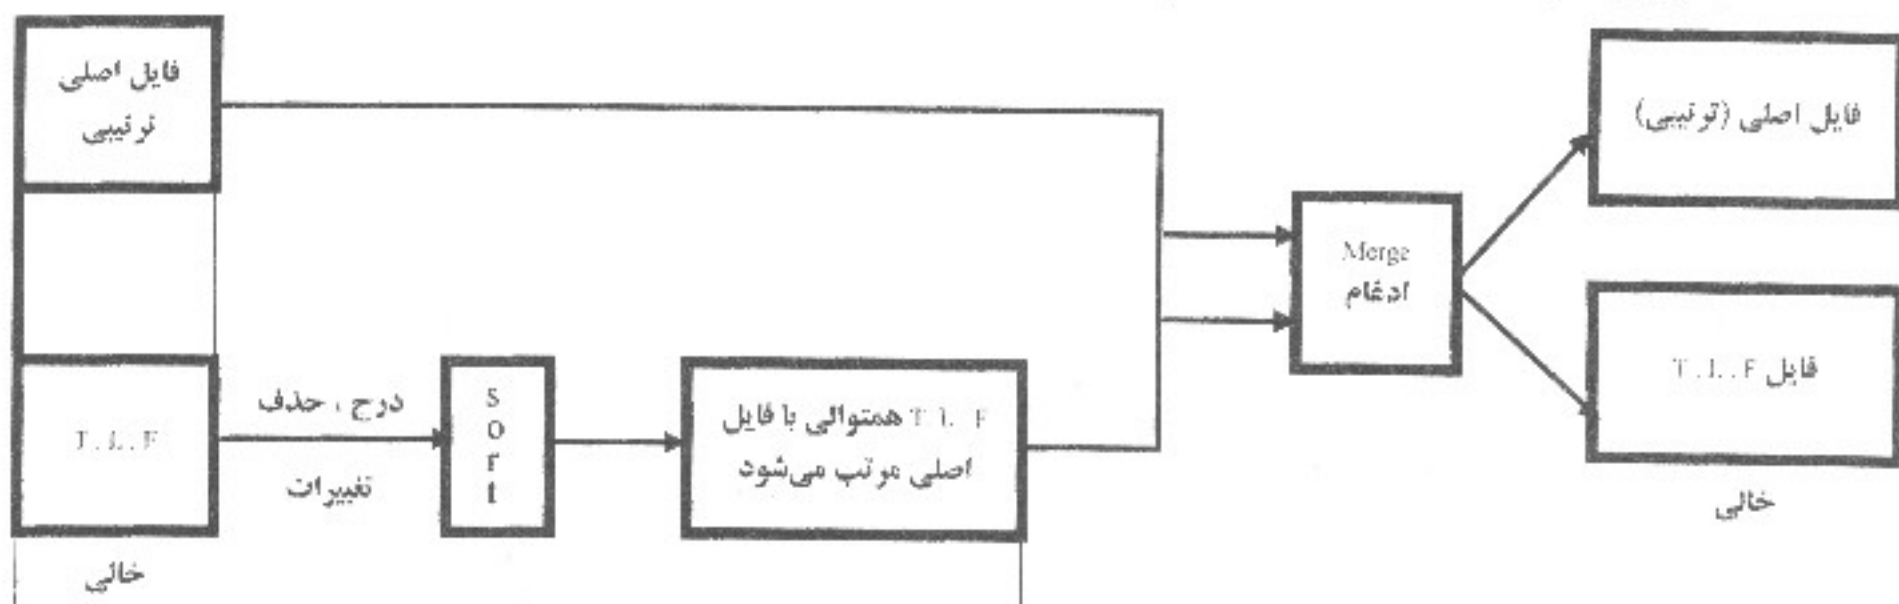 فایل اصلی
ترتیبی
T . L . F
خالی
درج ، حذف
تغییرات
S
o
r
t
T . L . F همتوالی با فایل
اصلی مرتب می‌شود
Merge
ادغام
فایل اصلی (ترتیبی)
فایل T . L . F
خالی